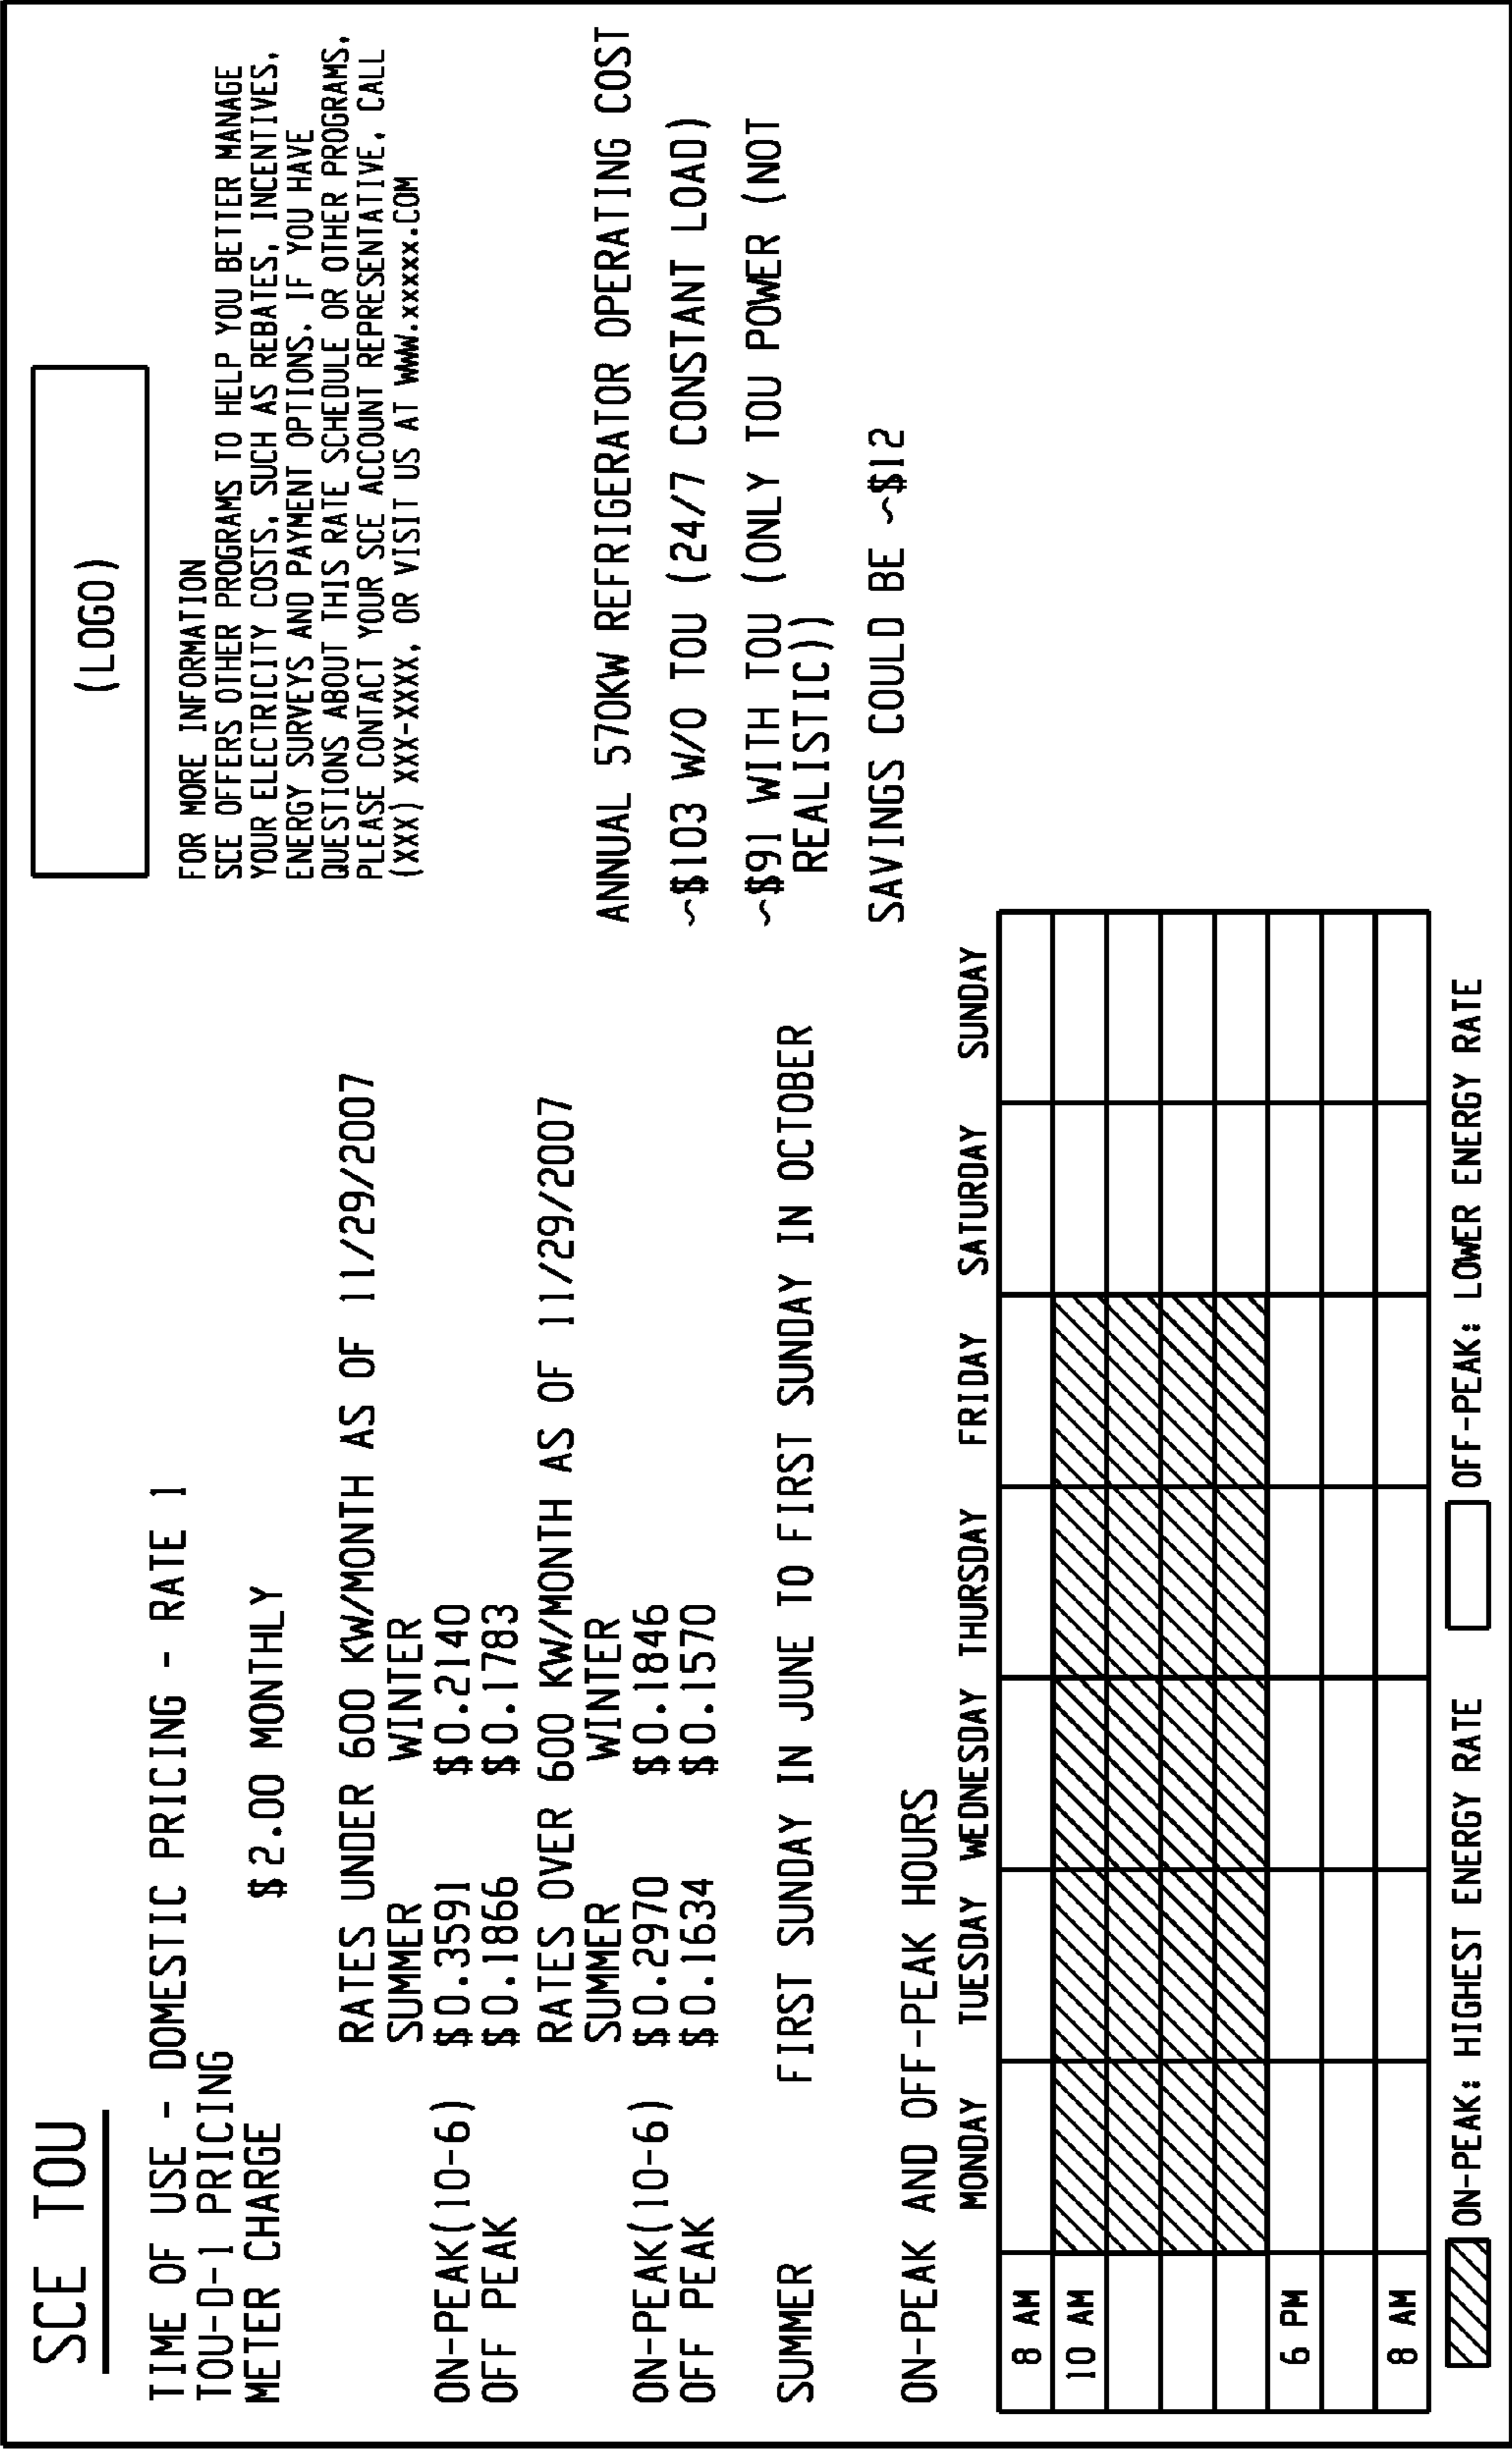 SCE TOU
(LOGO)
TIME OF USE - DOMESTIC PRICING - RATE 1
TOU-D-1 PRICING
METER CHARGE $2.00 MONTHLY
RATES UNDER 600 KW/MONTH AS OF 11/29/2007
SUMMER WINTER
ON-PEAK(10-6) $0.3591 $0.2140
OFF PEAK $0.1866 $0.1783
RATES OVER 600 KW/MONTH AS OF 11/29/2007
SUMMER WINTER
ON-PEAK(10-6) $0.2970 $0.1846
OFF PEAK $0.1634 $0.1570
SUMMER FIRST SUNDAY IN JUNE TO FIRST SUNDAY IN OCTOBER
FOR MORE INFORMATION
SCE OFFERS OTHER PROGRAMS TO HELP YOU BETTER MANAGE
YOUR ELECTRICITY COSTS, SUCH AS REBATES, INCENTIVES,
ENERGY SURVEYS AND PAYMENT OPTIONS. IF YOU HAVE
QUESTIONS ABOUT THIS RATE SCHEDULE OR OTHER PROGRAMS,
PLEASE CONTACT YOUR SCE ACCOUNT REPRESENTATIVE, CALL
(XXX) XXX-XXXX, OR VISIT US AT WWW.XXXXX.COM
ANNUAL 570KW REFRIGERATOR OPERATING COST
~$103 W/O TOU (24/7 CONSTANT LOAD)
~$91 WITH TOU (ONLY TOU POWER (NOT
REALISTIC))
SAVINGS COULD BE ~$12
ON-PEAK AND OFF-PEAK HOURS
MONDAY TUESDAY WEDNESDAY THURSDAY FRIDAY SATURDAY SUNDAY
8 AM
10 AM
6 PM
8 AM
ON-PEAK: HIGHEST ENERGY RATE OFF-PEAK: LOWER ENERGY RATE